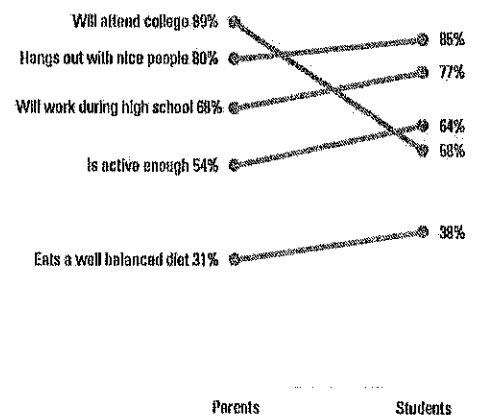 Will attend college 89%
85%
Hangs out with nice people 80%
77%
Will work during high school 68%
64%
58%
Is active enough 54%
38%
Eats a well balanced diet 31%
Parents
Students